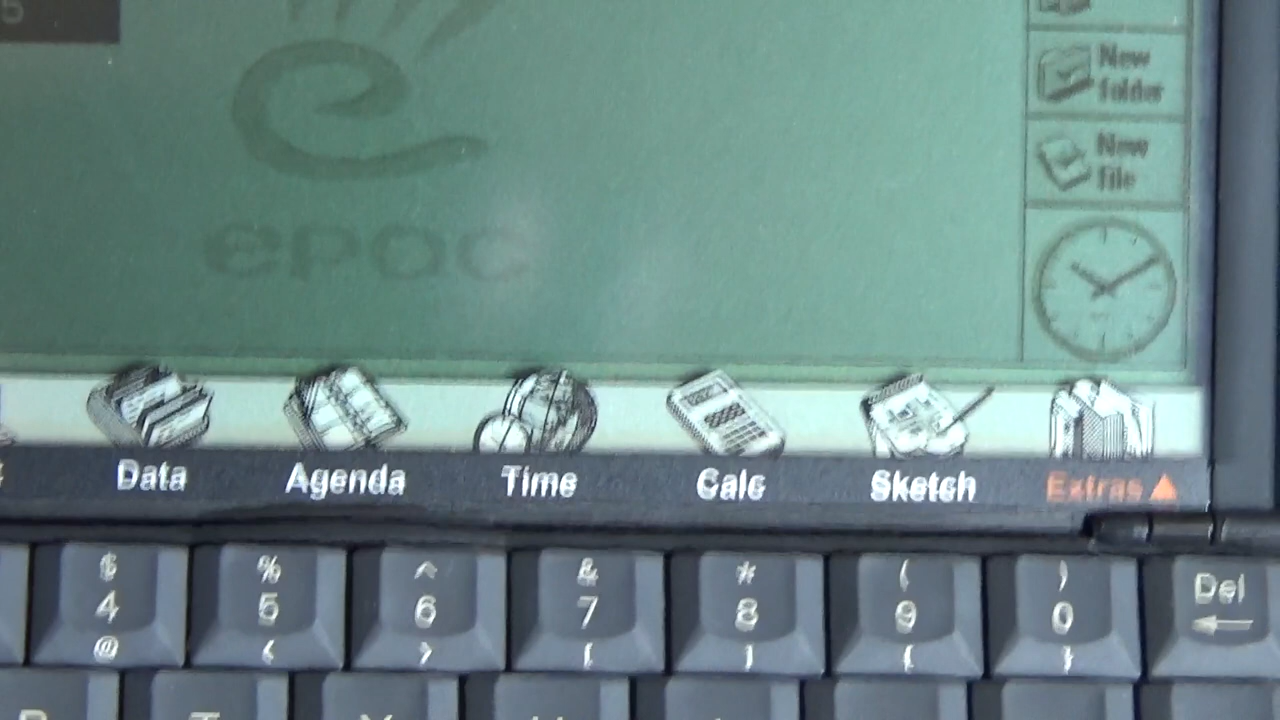 5
New
folder
New
file
epoc
Data Agenda Time Calc Sketch Extras ▲
$ % ^ & * ( )
4 5 6 7 8 9 0 Del
@ < > [ ] { } ←